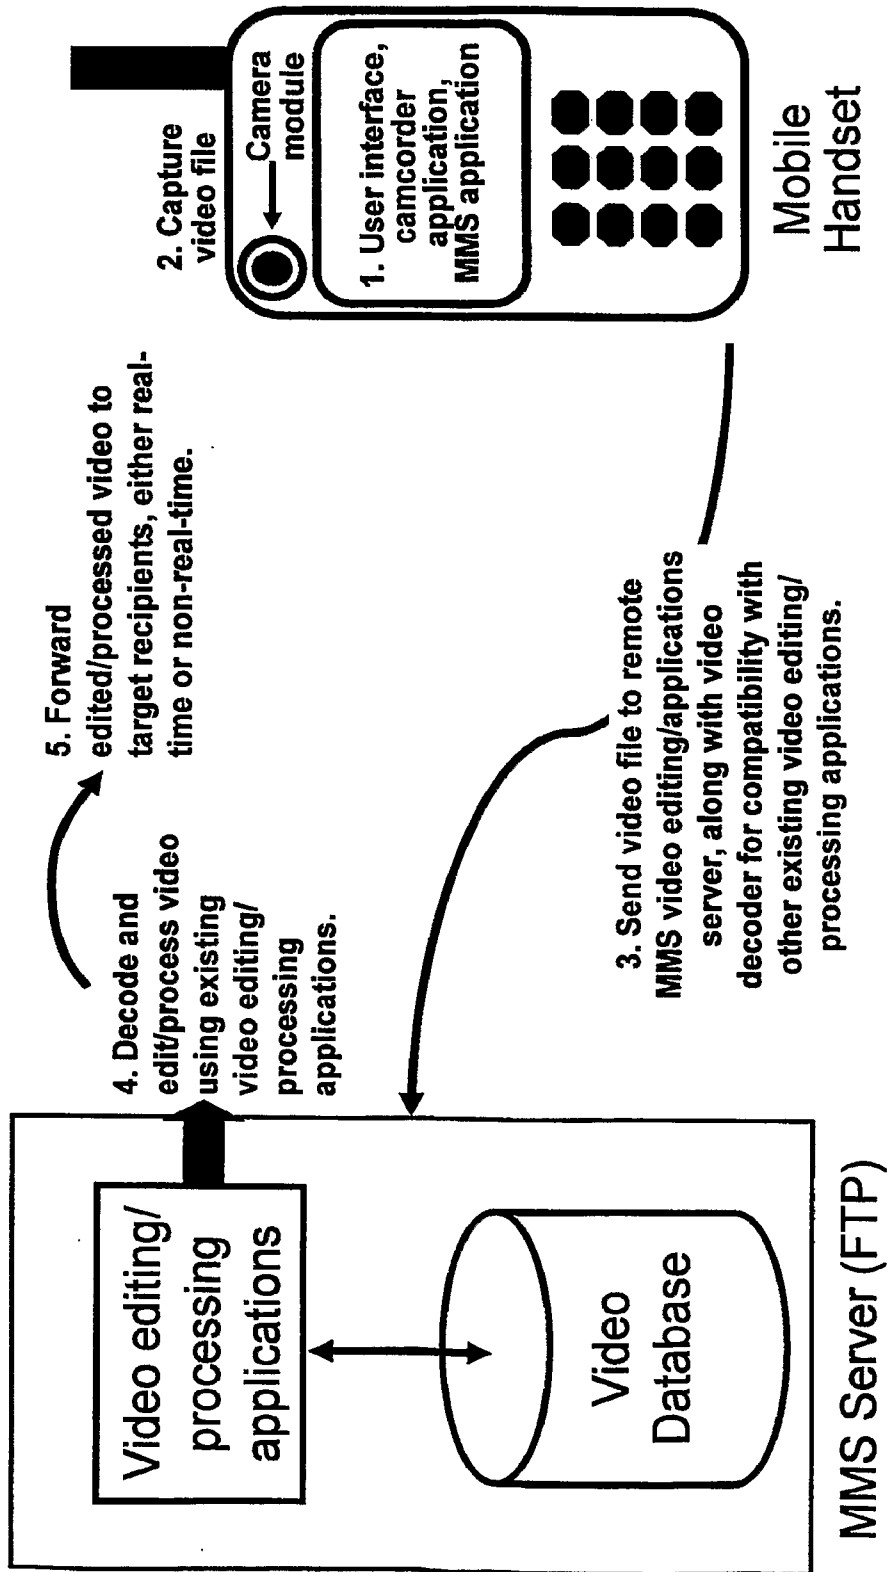 Video editing/
processing
applications
Video
Database
MMS Server (FTP)
4. Decode and
edit/process video
using existing
video editing/
processing
applications.
5. Forward
edited/processed video to
target recipients, either real-
time or non-real-time.
3. Send video file to remote
MMS video editing/applications
server, along with video
decoder for compatibility with
other existing video editing/
processing applications.
2. Capture
video file
Camera
module
1. User interface,
camcorder
application,
MMS application
Mobile
Handset